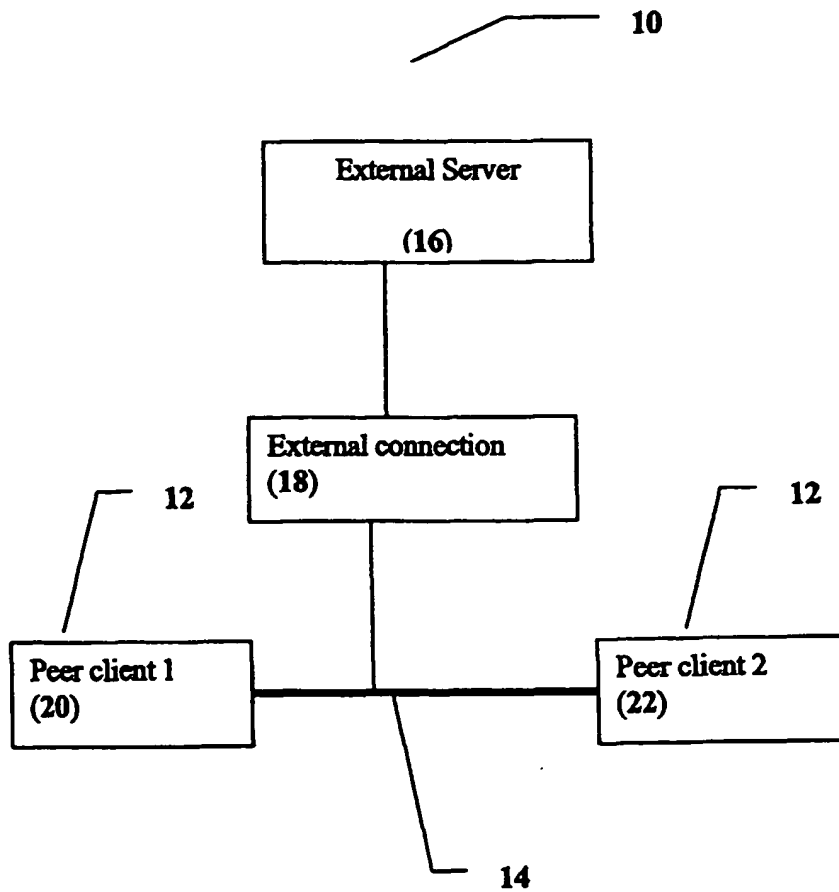 10
External Server
(16)
External connection
(18)
12
12
Peer client 1
(20)
Peer client 2
(22)
14